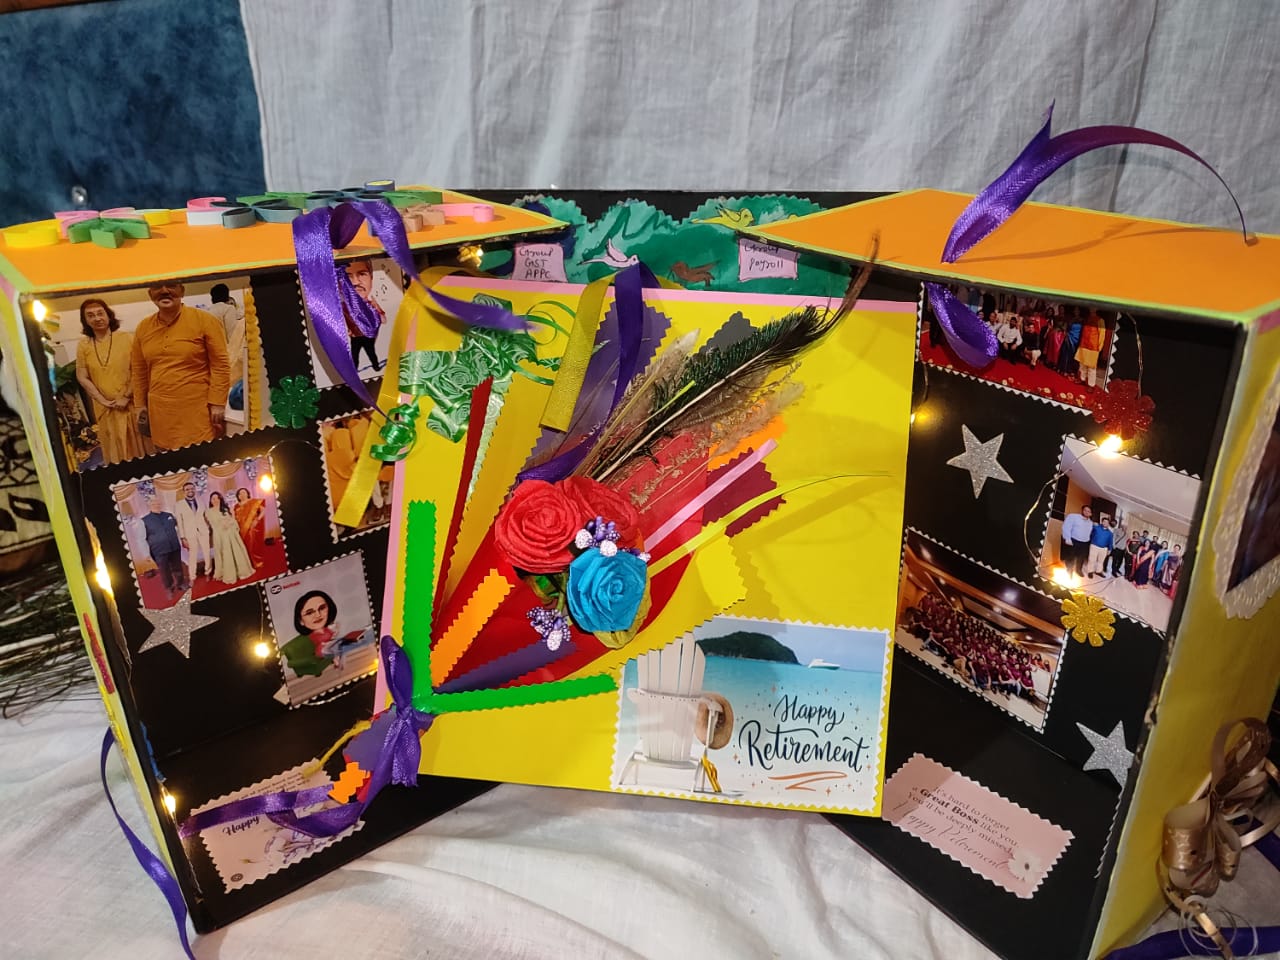 Group
GST
APPC
Group
payroll
Happy
Retirement
It's hard to forget
a Great Boss like you.
You'll be deeply missed.
Happy Retirement
Happy